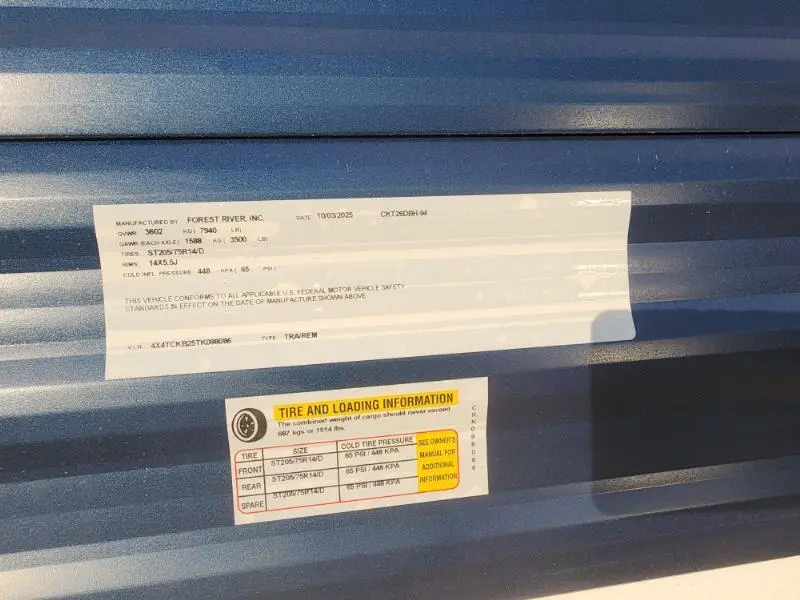 MANUFACTURED BY FOREST RIVER, INC. DATE 10/03/2025 CKT26DBH-94
GVWR 3602 KG ( 7940 LB)
GAWR (EACH AXLE) 1588 KG ( 3500 LB)
TIRES ST205/75R14/D
RIMS 14X5.5J
COLD INFL. PRESSURE 448 KPA ( 65 PSI)
THIS VEHICLE CONFORMS TO ALL APPLICABLE U.S. FEDERAL MOTOR VEHICLE SAFETY
STANDARDS IN EFFECT ON THE DATE OF MANUFACTURE SHOWN ABOVE
V.I.N. 4X4TCKB25TK098086 TYPE: TRA/REM
TIRE AND LOADING INFORMATION
The combined weight of cargo should never exceed
687 kgs or 1514 lbs.
TIRE SIZE COLD TIRE PRESSURE
FRONT ST205/75R14/D 65 PSI / 448 KPA
REAR ST205/75R14/D 65 PSI / 448 KPA
SPARE ST205/75R14/D 65 PSI / 448 KPA
SEE OWNER'S
MANUAL FOR
ADDITIONAL
INFORMATION
CKK098086